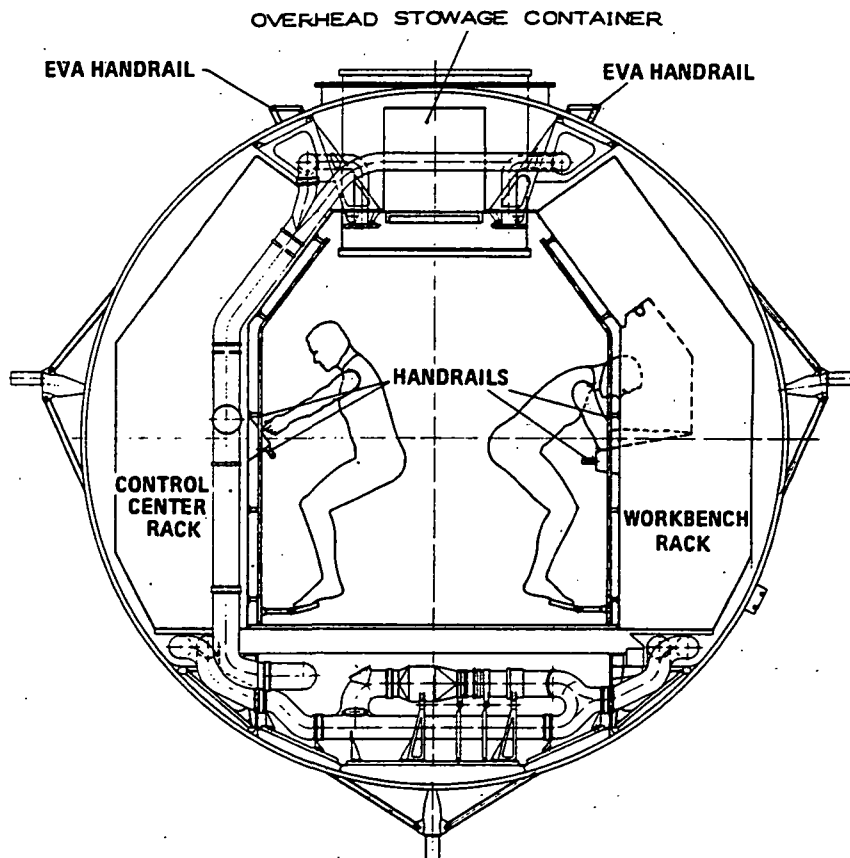 OVERHEAD STOWAGE CONTAINER
EVA HANDRAIL
EVA HANDRAIL
HANDRAILS
CONTROL
CENTER
RACK
WORKBENCH
RACK